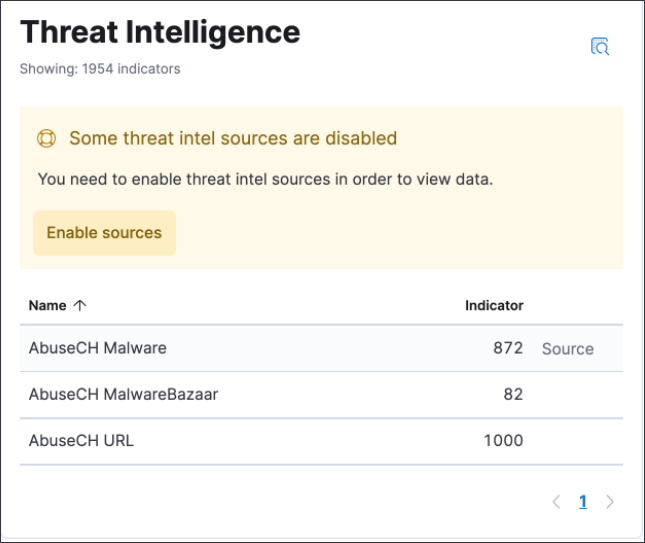 Threat Intelligence
Showing: 1954 indicators
Some threat intel sources are disabled
You need to enable threat intel sources in order to view data.
Enable sources
Name ↑ Indicator
AbuseCH Malware 872 Source
AbuseCH MalwareBazaar 82
AbuseCH URL 1000
< 1 >